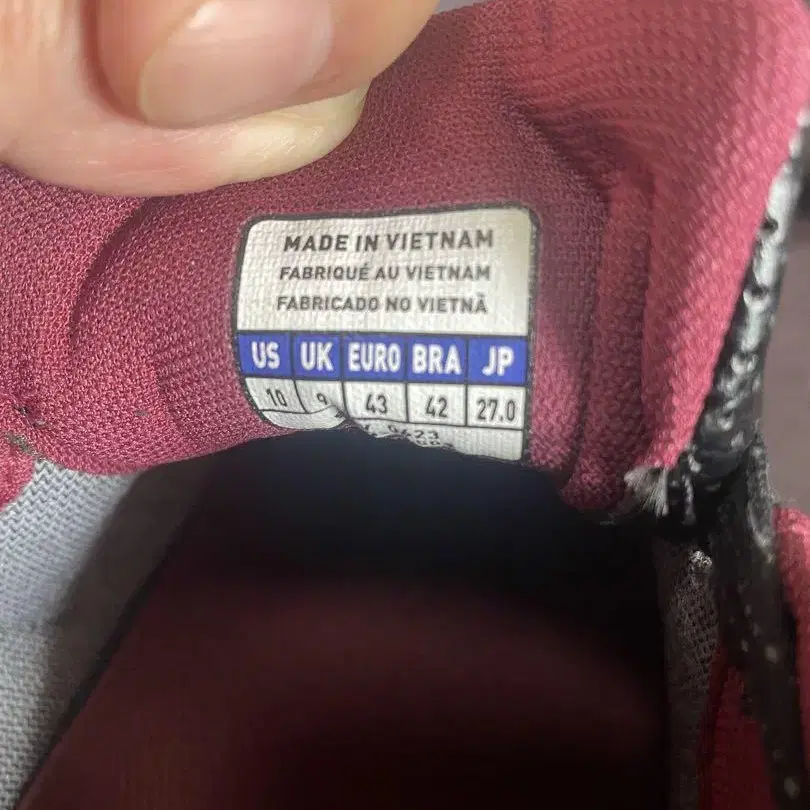 MADE IN VIETNAM
FABRIQUÉ AU VIETNAM
FABRICADO NO VIETNÃ
US UK EURO BRA JP
10 9 43 42 27.0